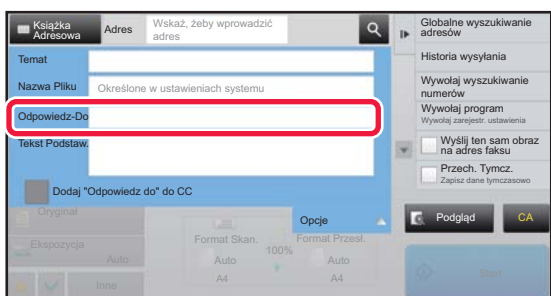 Książka
Adresowa
Adres
Wskaż, żeby wprowadzić
adres
Temat
Nazwa Pliku
Określone w ustawieniach systemu
Odpowiedz-Do
Tekst Podstaw.
Dodaj "Odpowiedz do" do CC
Oryginał
Opcje
Ekspozycja
Auto
Format Skan.
100%
Format Przesł.
Auto
Auto
A4
A4
Inne
Globalne wyszukiwanie
adresów
Historia wysyłania
Wywołaj wyszukiwanie
numerów
Wywołaj program
Wywołaj zarejestr. ustawienia
Wyślij ten sam obraz
na adres faksu
Przech. Tymcz.
Zapisz dane tymczasowo
Podgląd
CA
Start